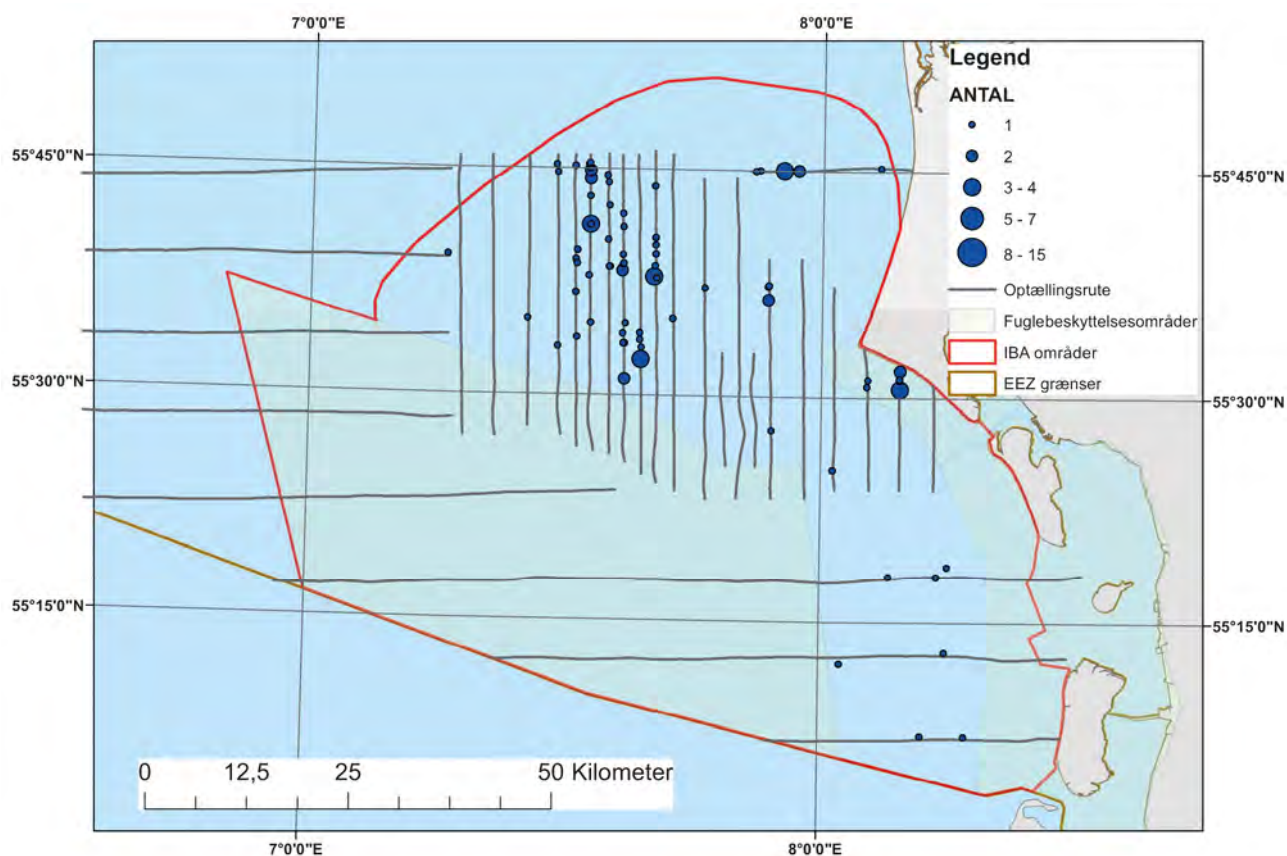 7°0'0"E 8°0'0"E
Legend
ANTAL
1
2
3 - 4
5 - 7
8 - 15
Optællingsrute
Fuglebeskyttelsesområder
IBA områder
EEZ grænser
55°45'0"N 55°45'0"N
55°30'0"N 55°30'0"N
55°15'0"N 55°15'0"N
0 12,5 25 50 Kilometer
7°0'0"E 8°0'0"E